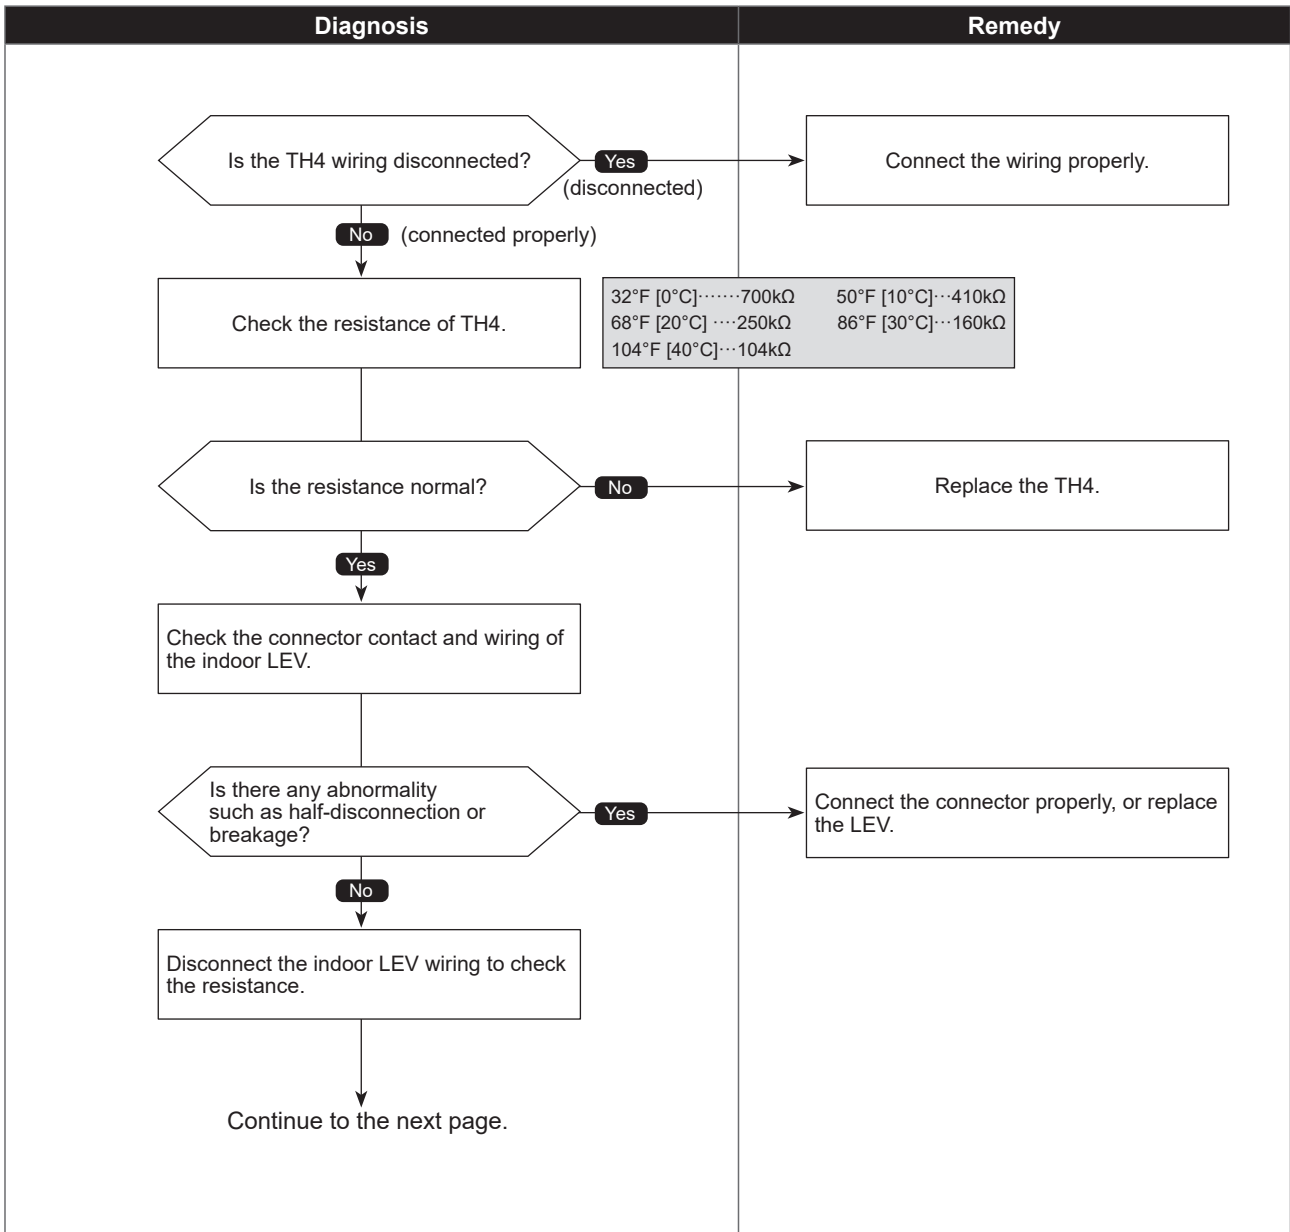 Diagnosis
Remedy
Is the TH4 wiring disconnected?
Yes
(disconnected)
Connect the wiring properly.
No
(connected properly)
Check the resistance of TH4.
32°F [0°C]·······700kΩ 50°F [10°C]···410kΩ
68°F [20°C] ····250kΩ 86°F [30°C]···160kΩ
104°F [40°C]···104kΩ
Is the resistance normal?
No
Replace the TH4.
Yes
Check the connector contact and wiring of
the indoor LEV.
Is there any abnormality
such as half-disconnection or
breakage?
Yes
Connect the connector properly, or replace
the LEV.
No
Disconnect the indoor LEV wiring to check
the resistance.
Continue to the next page.